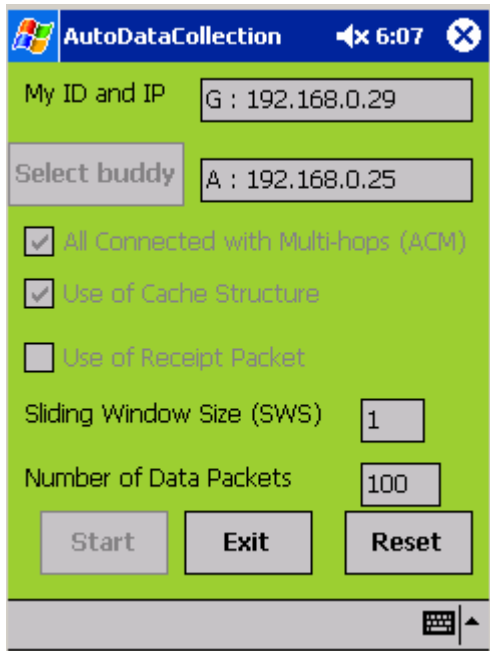 AutoDataCollection 6:07
My ID and IP G : 192.168.0.29
Select buddy A : 192.168.0.25
All Connected with Multi-hops (ACM)
Use of Cache Structure
Use of Receipt Packet
Sliding Window Size (SWS) 1
Number of Data Packets 100
Start Exit Reset